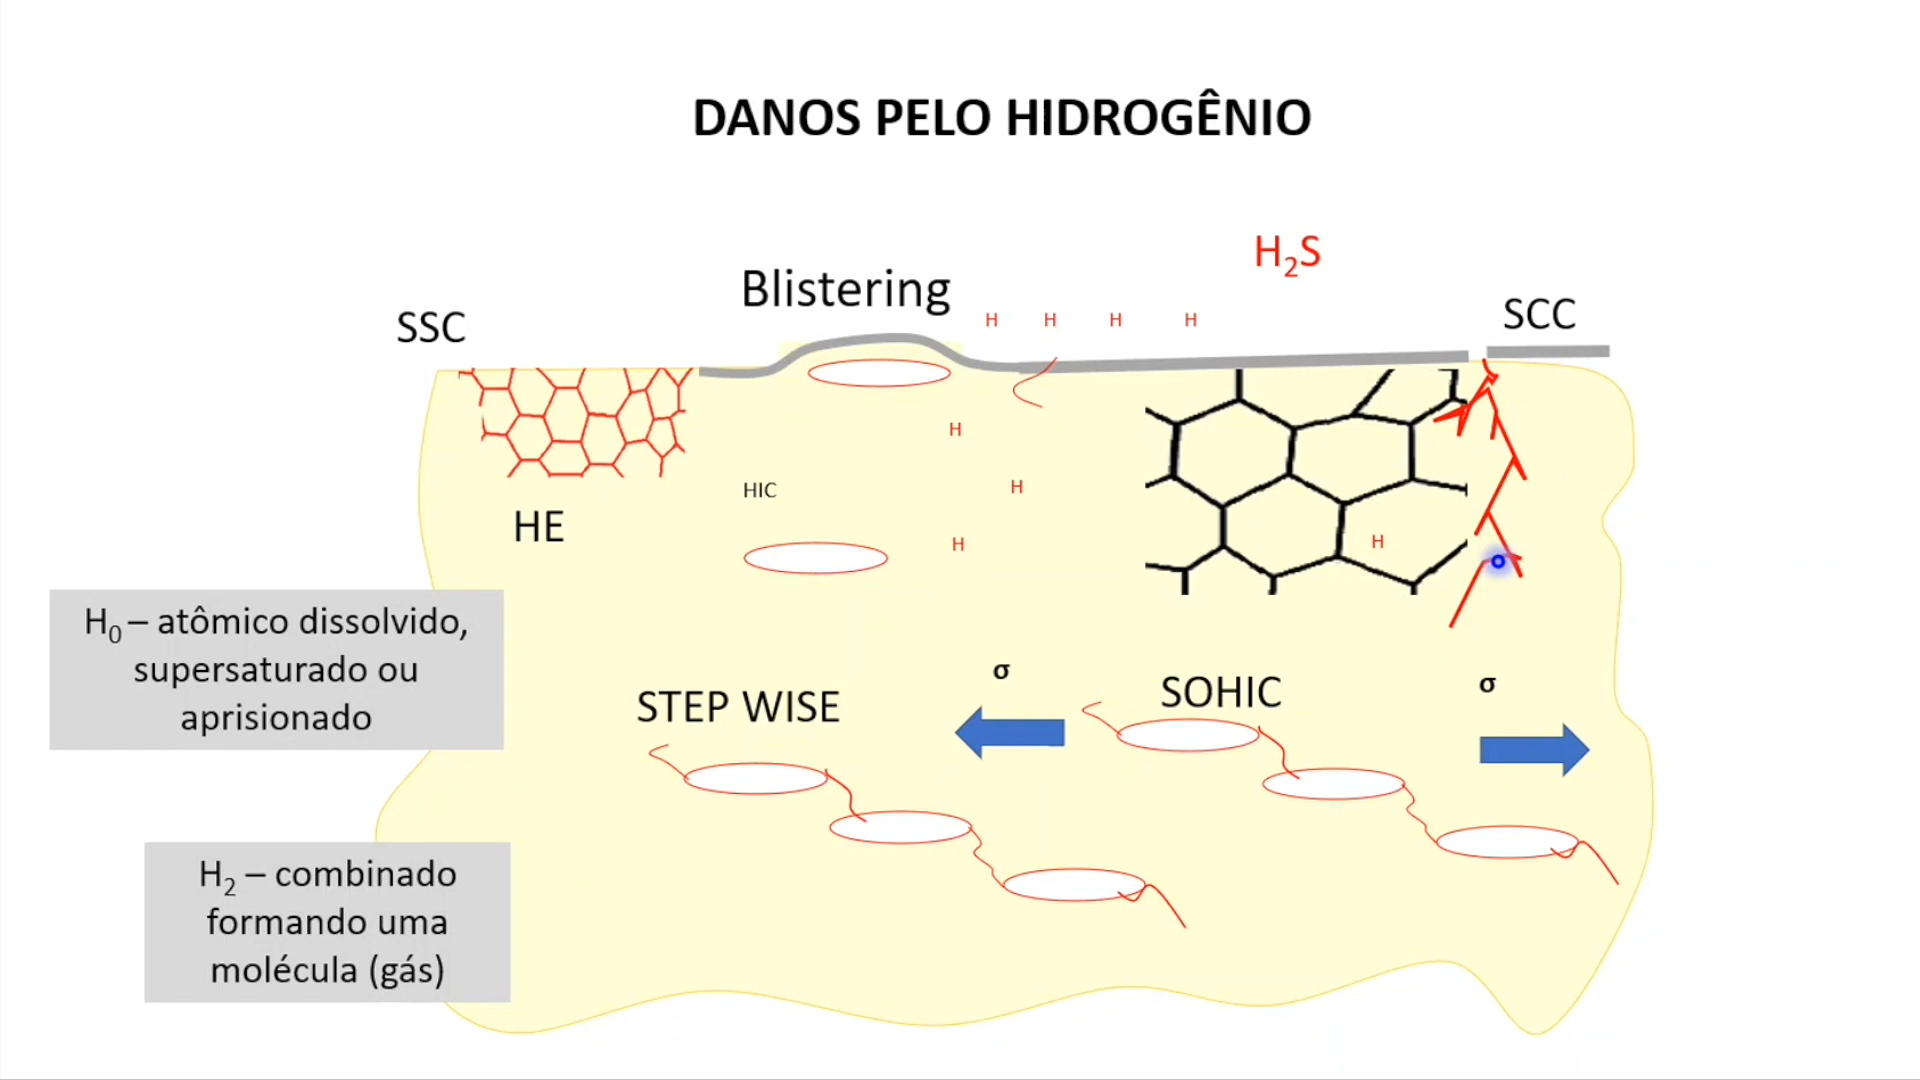 DANOS PELO HIDROGÊNIO
H₂S
Blistering
SSC
SCC
H H H H
H
HIC
H
HE
H
H
H₀ – atômico dissolvido,
supersaturado ou
aprisionado
σ
σ
STEP WISE
SOHIC
H₂ – combinado
formando uma
molécula (gás)